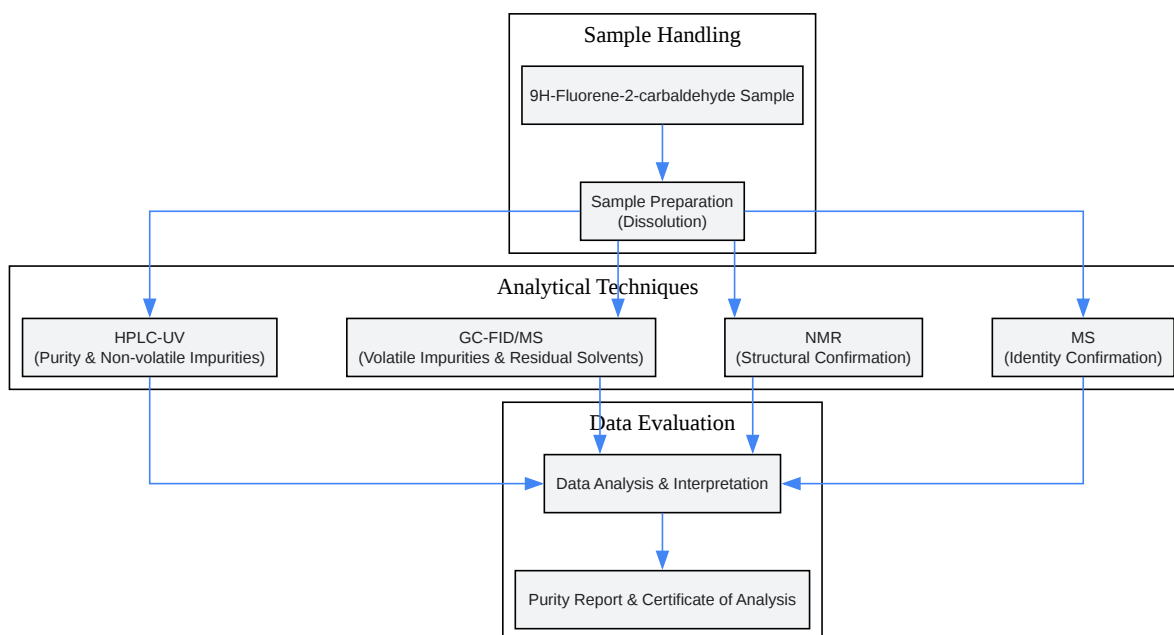 Sample Handling
9H-Fluorene-2-carbaldehyde Sample
Sample Preparation
(Dissolution)
Analytical Techniques
HPLC-UV
(Purity & Non-volatile Impurities)
GC-FID/MS
(Volatile Impurities & Residual Solvents)
NMR
(Structural Confirmation)
MS
(Identity Confirmation)
Data Evaluation
Data Analysis & Interpretation
Purity Report & Certificate of Analysis